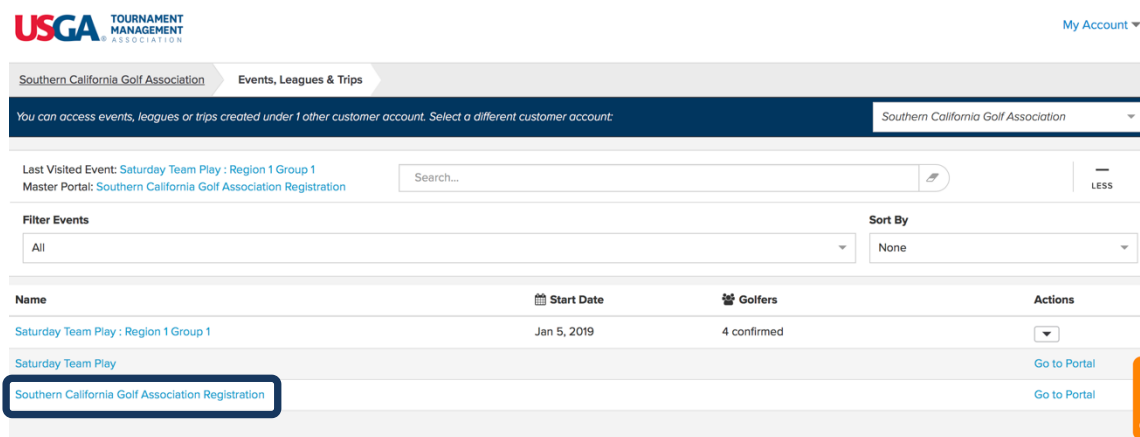 USGA® TOURNAMENT MANAGEMENT ASSOCIATION
My Account
Southern California Golf Association Events, Leagues & Trips
You can access events, leagues or trips created under 1 other customer account. Select a different customer account: Southern California Golf Association
Last Visited Event: Saturday Team Play : Region 1 Group 1
Master Portal: Southern California Golf Association Registration
Search...
LESS
Filter Events Sort By
All None
Name Start Date Golfers Actions
Saturday Team Play : Region 1 Group 1 Jan 5, 2019 4 confirmed
Saturday Team Play Go to Portal
Southern California Golf Association Registration Go to Portal